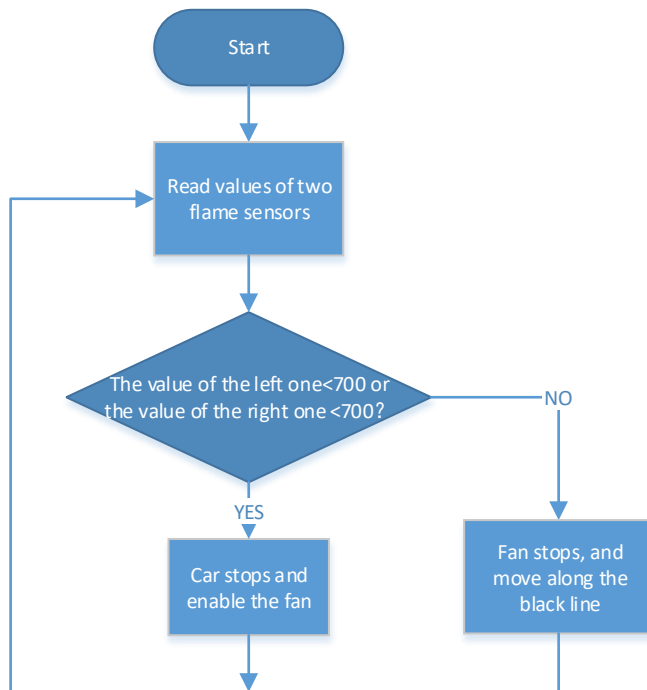 Start
Read values of two
flame sensors
The value of the left one<700 or
the value of the right one <700?
NO
YES
Car stops and
enable the fan
Fan stops, and
move along the
black line